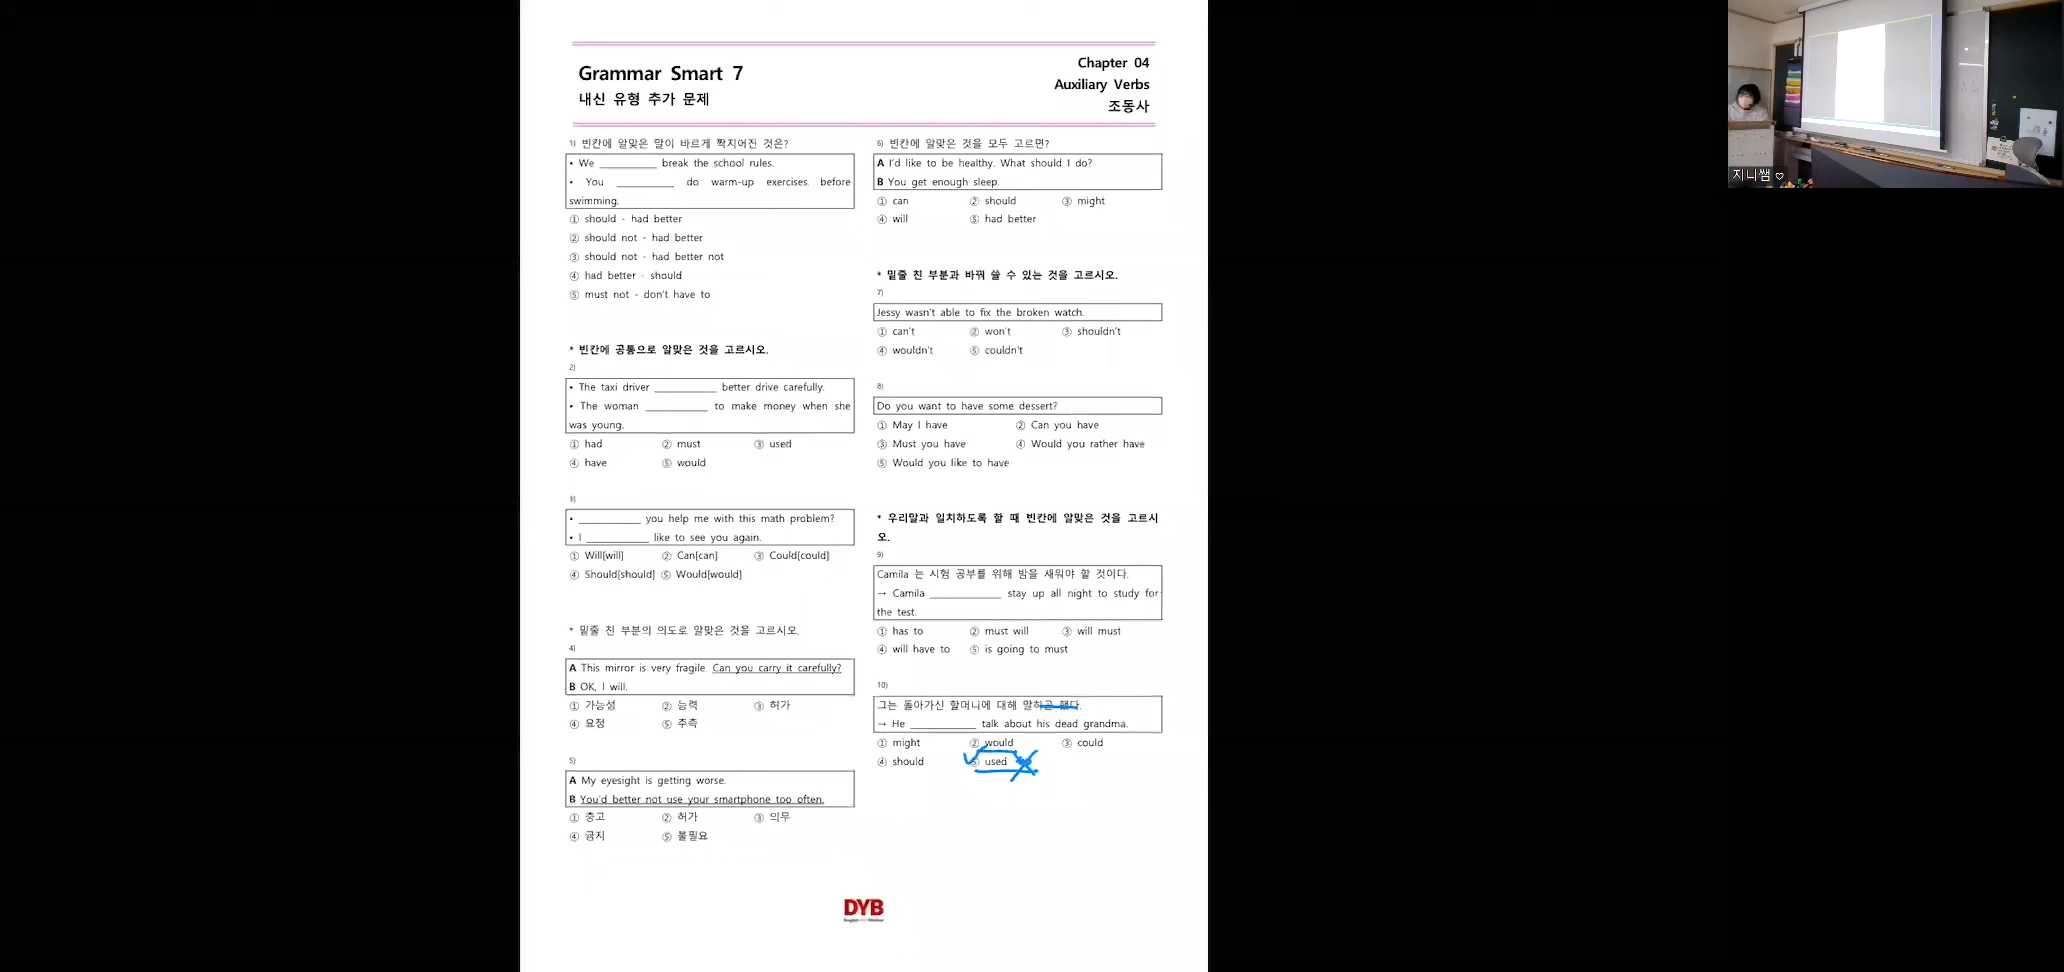 Grammar Smart 7
내신 유형 추가 문제
Chapter 04
Auxiliary Verbs
조동사
1) 빈칸에 알맞은 말이 바르게 짝지어진 것은?
• We __________ break the school rules.
• You __________ do warm-up exercises before
swimming.
① should - had better
② should not - had better
③ should not - had better not
④ had better - should
⑤ must not - don't have to
* 빈칸에 공통으로 알맞은 것을 고르시오.
2)
• The taxi driver __________ better drive carefully.
• The woman __________ to make money when she
was young.
① had ② must ③ used
④ have ⑤ would
3)
• __________ you help me with this math problem?
• I __________ like to see you again.
① Will[will] ② Can[can] ③ Could[could]
④ Should[should] ⑤ Would[would]
* 밑줄 친 부분의 의도로 알맞은 것을 고르시오.
4)
A This mirror is very fragile. Can you carry it carefully?
B OK, I will.
① 가능성 ② 능력 ③ 허가
④ 요청 ⑤ 추측
5)
A My eyesight is getting worse.
B You'd better not use your smartphone too often.
① 충고 ② 허가 ③ 의무
④ 금지 ⑤ 불필요
6) 빈칸에 알맞은 것을 모두 고르면?
A I'd like to be healthy. What should I do?
B You get enough sleep.
① can ② should ③ might
④ will ⑤ had better
* 밑줄 친 부분과 바꿔 쓸 수 있는 것을 고르시오.
7)
Jessy wasn't able to fix the broken watch.
① can't ② won't ③ shouldn't
④ wouldn't ⑤ couldn't
8)
Do you want to have some dessert?
① May I have ② Can you have
③ Must you have ④ Would you rather have
⑤ Would you like to have
* 우리말과 일치하도록 할 때 빈칸에 알맞은 것을 고르시
오.
9)
Camila 는 시험 공부를 위해 밤을 새워야 할 것이다.
→ Camila __________ stay up all night to study for
the test.
① has to ② must will ③ will must
④ will have to ⑤ is going to must
10)
그는 돌아가신 할머니에 대해 말하곤 했다.
→ He __________ talk about his dead grandma.
① might ② would ③ could
④ should ⑤ used
DYB
지니쌤 ♡